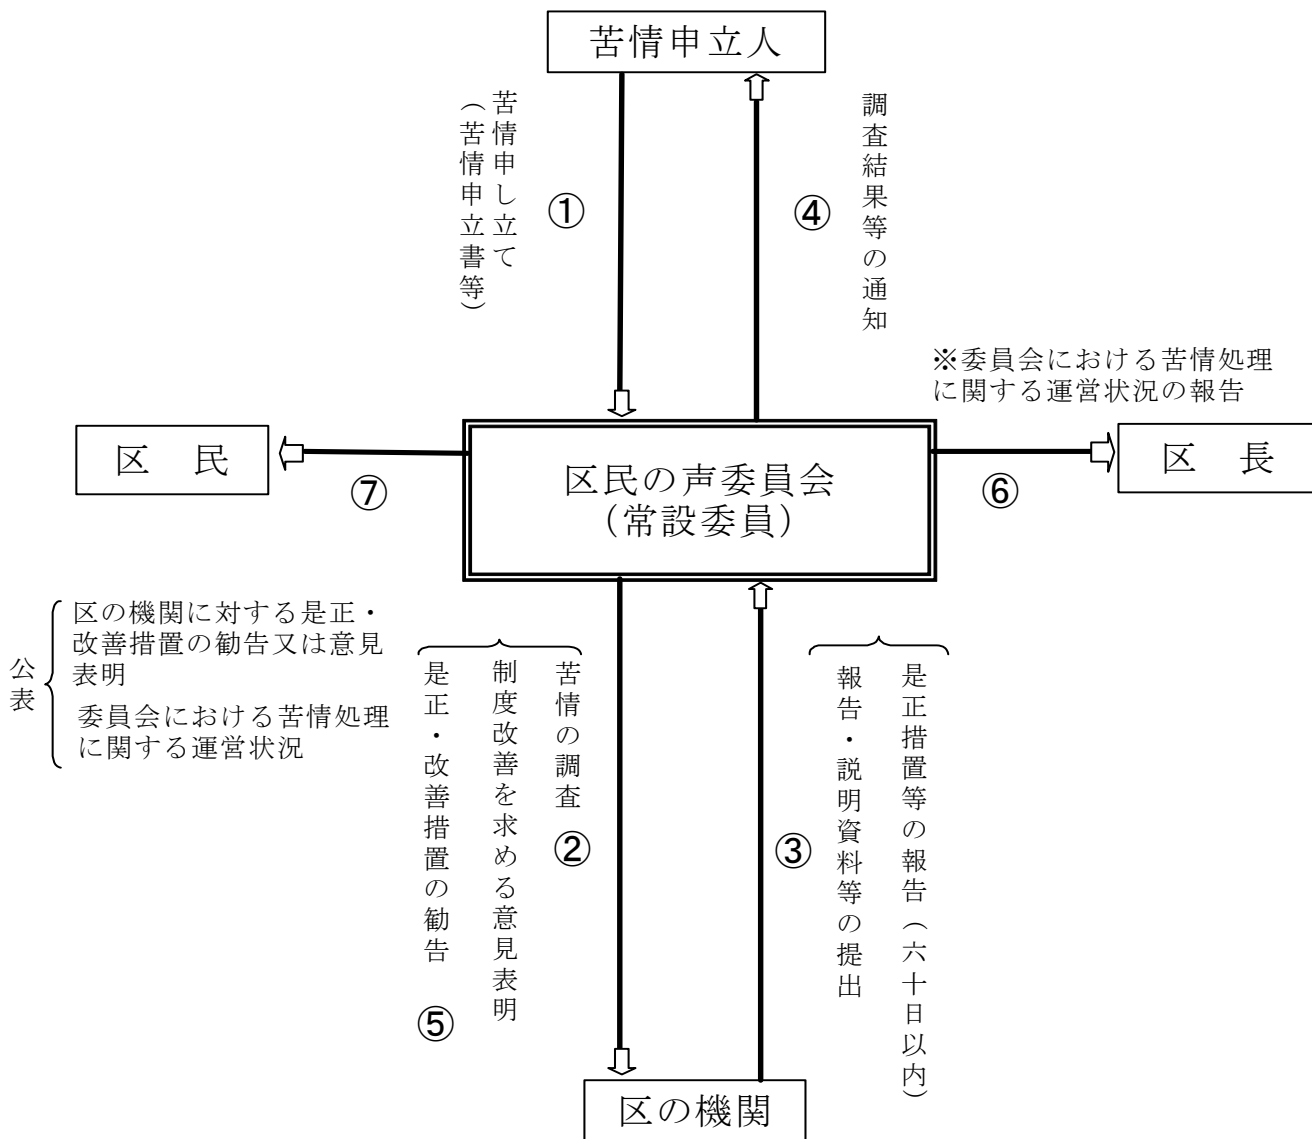 苦情申立人
苦情申し立て
（苦情申立書等）
①
④
調査結果等の通知
※委員会における苦情処理
に関する運営状況の報告
区　民
⑦
区民の声委員会
（常設委員）
⑥
区　長
公表
区の機関に対する是正・
改善措置の勧告又は意見
表明
委員会における苦情処理
に関する運営状況
苦情の調査
②
制度改善を求める意見表明
是正・改善措置の勧告
⑤
③
是正措置等の報告（六十日以内）
報告・説明資料等の提出
区の機関